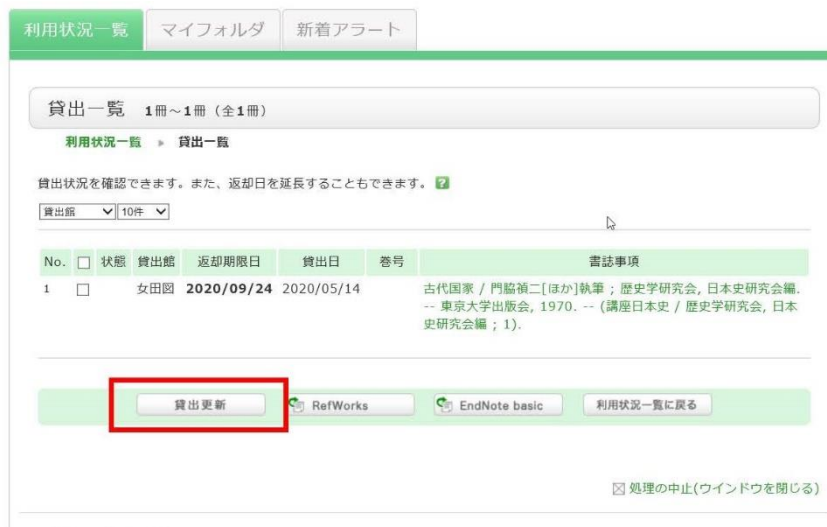 利用状況一覧 マイフォルダ 新着アラート
貸出一覧 1冊～1冊（全1冊）
利用状況一覧 » 貸出一覧
貸出状況を確認できます。また、返却日を延長することもできます。 ?
貸出館 10件
No. 状態 貸出館 返却期限日 貸出日 巻号 書誌事項
1 女田図 2020/09/24 2020/05/14 古代国家 / 門脇禎二[ほか]執筆 ; 歴史学研究会, 日本史研究会編.
-- 東京大学出版会, 1970. -- (講座日本史 / 歴史学研究会, 日本
史研究会編 ; 1).
貸出更新 RefWorks EndNote basic 利用状況一覧に戻る
処理の中止(ウインドウを閉じる)